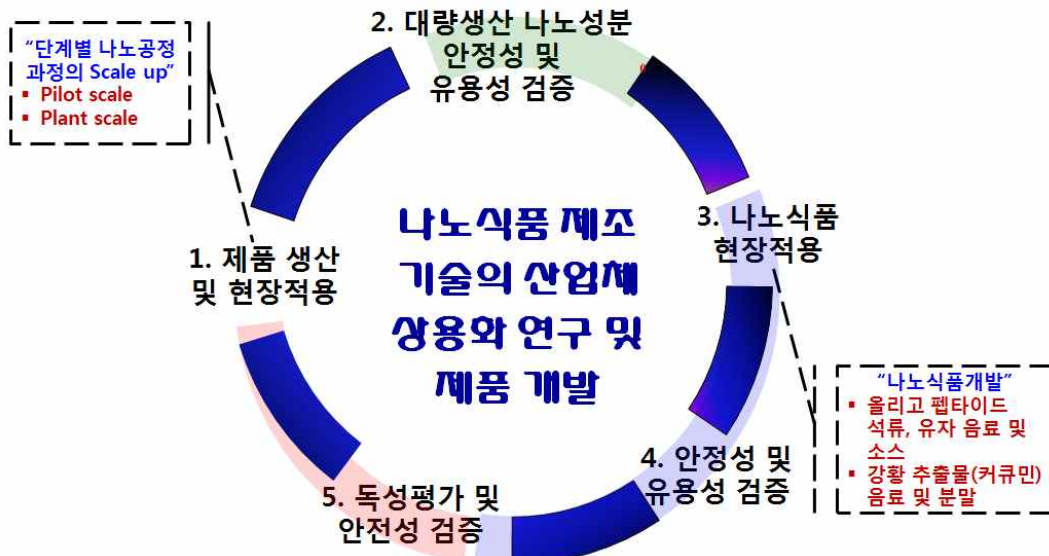 2. 대량생산 나노성분
안정성 및
유용성 검증
“단계별 나노공정
과정의 Scale up”
▪ Pilot scale
▪ Plant scale
나노식품 제조
기술의 산업체
상용화 연구 및
제품 개발
3. 나노식품
현장적용
1. 제품 생산
및 현장적용
“나노식품개발”
▪ 올리고 펩타이드
석류, 유자 음료 및
소스
▪ 강황 추출물(커큐민)
음료 및 분말
4. 안정성 및
유용성 검증
5. 독성평가 및
안전성 검증